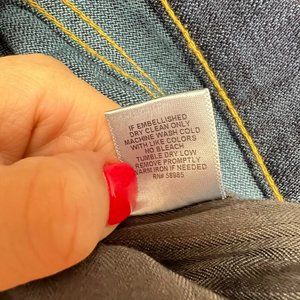 IF EMBELLISHED
DRY CLEAN ONLY
MACHINE WASH COLD
WITH LIKE COLORS
NO BLEACH
TUMBLE DRY LOW
REMOVE PROMPTLY
WARM IRON IF NEEDED
RN# 58985